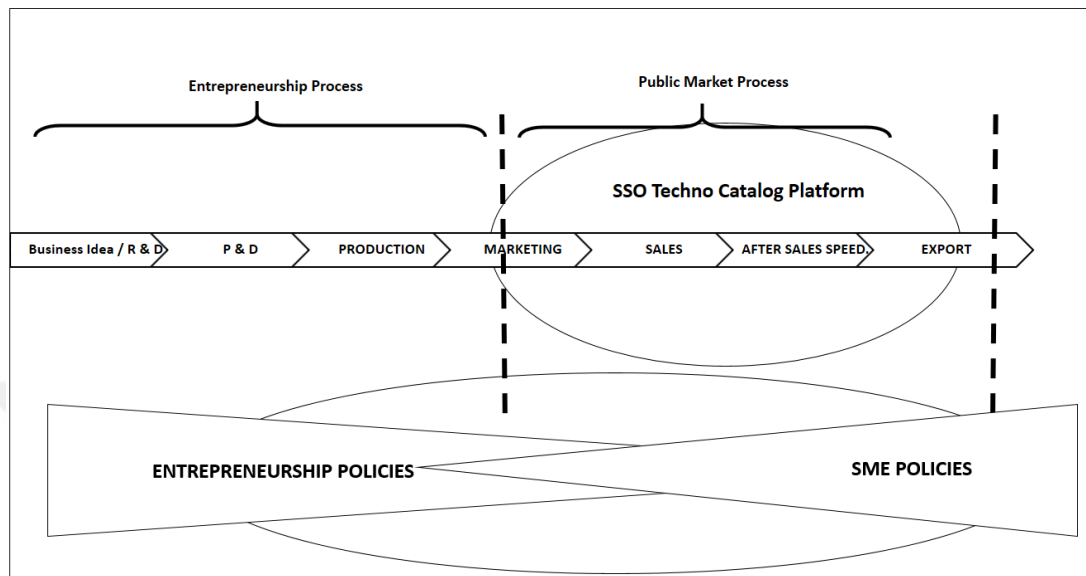 Entrepreneurship Process
Public Market Process
SSO Techno Catalog Platform
Business Idea / R & D
P & D
PRODUCTION
MARKETING
SALES
AFTER SALES SPEED.
EXPORT
ENTREPRENEURSHIP POLICIES
SME POLICIES